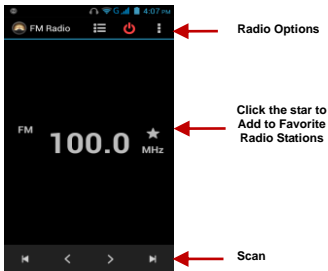 G 4:07 PM
FM Radio
Radio Options
Click the star to
Add to Favorite
Radio Stations
FM
100.0
MHz
Scan